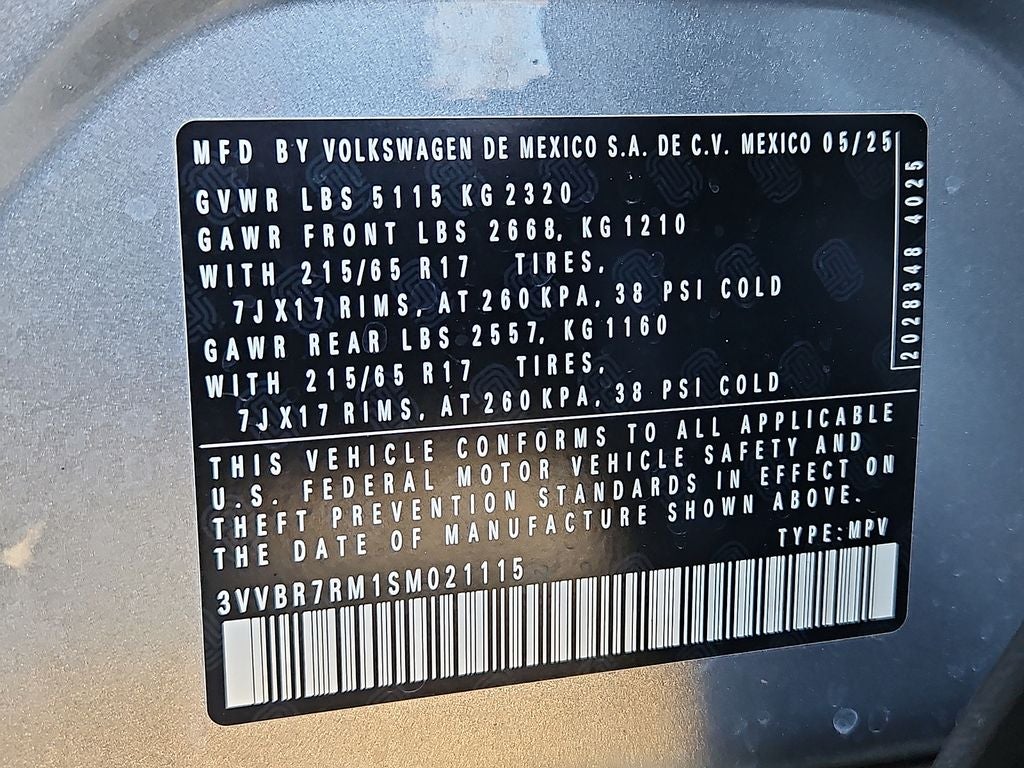 MFD BY VOLKSWAGEN DE MEXICO S.A. DE C.V. MEXICO 05/25
GVWR LBS 5115 KG 2320
GAWR FRONT LBS 2668, KG 1210
WITH 215/65 R17 TIRES,
7JX17 RIMS, AT 260 KPA, 38 PSI COLD
GAWR REAR LBS 2557, KG 1160
WITH 215/65 R17 TIRES,
7JX17 RIMS, AT 260 KPA, 38 PSI COLD
2028348 4025
THIS VEHICLE CONFORMS TO ALL APPLICABLE
U.S. FEDERAL MOTOR VEHICLE SAFETY AND
THEFT PREVENTION STANDARDS IN EFFECT ON
THE DATE OF MANUFACTURE SHOWN ABOVE.
TYPE: MPV
3VVBR7RM1SM021115